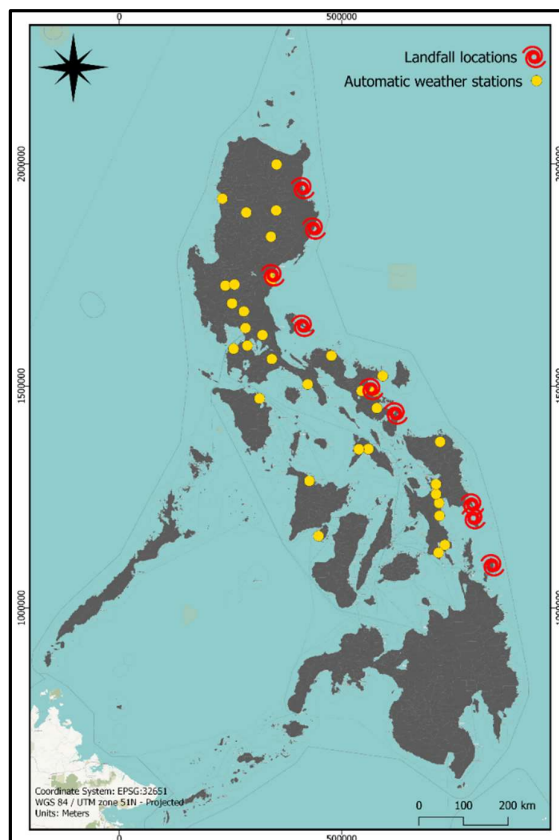 0
500000
Landfall locations
Automatic weather stations
2000000
2000000
1500000
1500000
1000000
1000000
Coordinate System: EPSG:32651
WGS 84 / UTM zone 51N - Projected
Units: Meters
0 100 200 km
0
500000